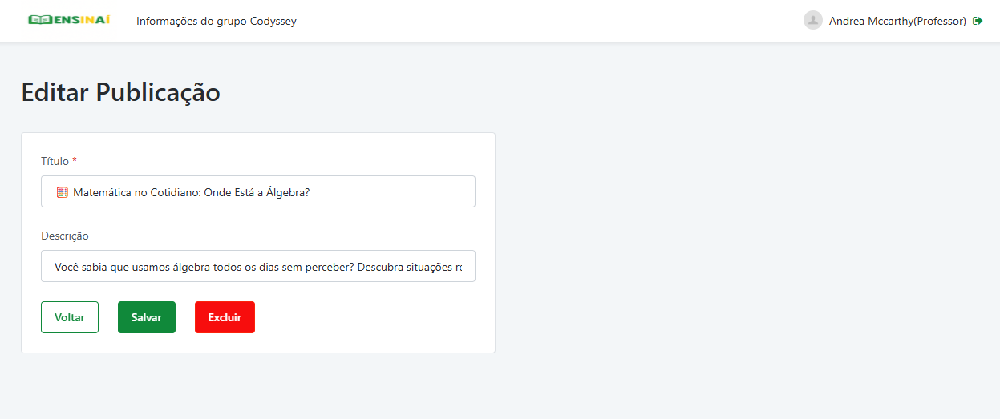 ENSINAÍ Informações do grupo Codyssey Andrea Mccarthy(Professor)
Editar Publicação
Título *
🧮 Matemática no Cotidiano: Onde Está a Álgebra?
Descrição
Você sabia que usamos álgebra todos os dias sem perceber? Descubra situações re
Voltar Salvar Excluir